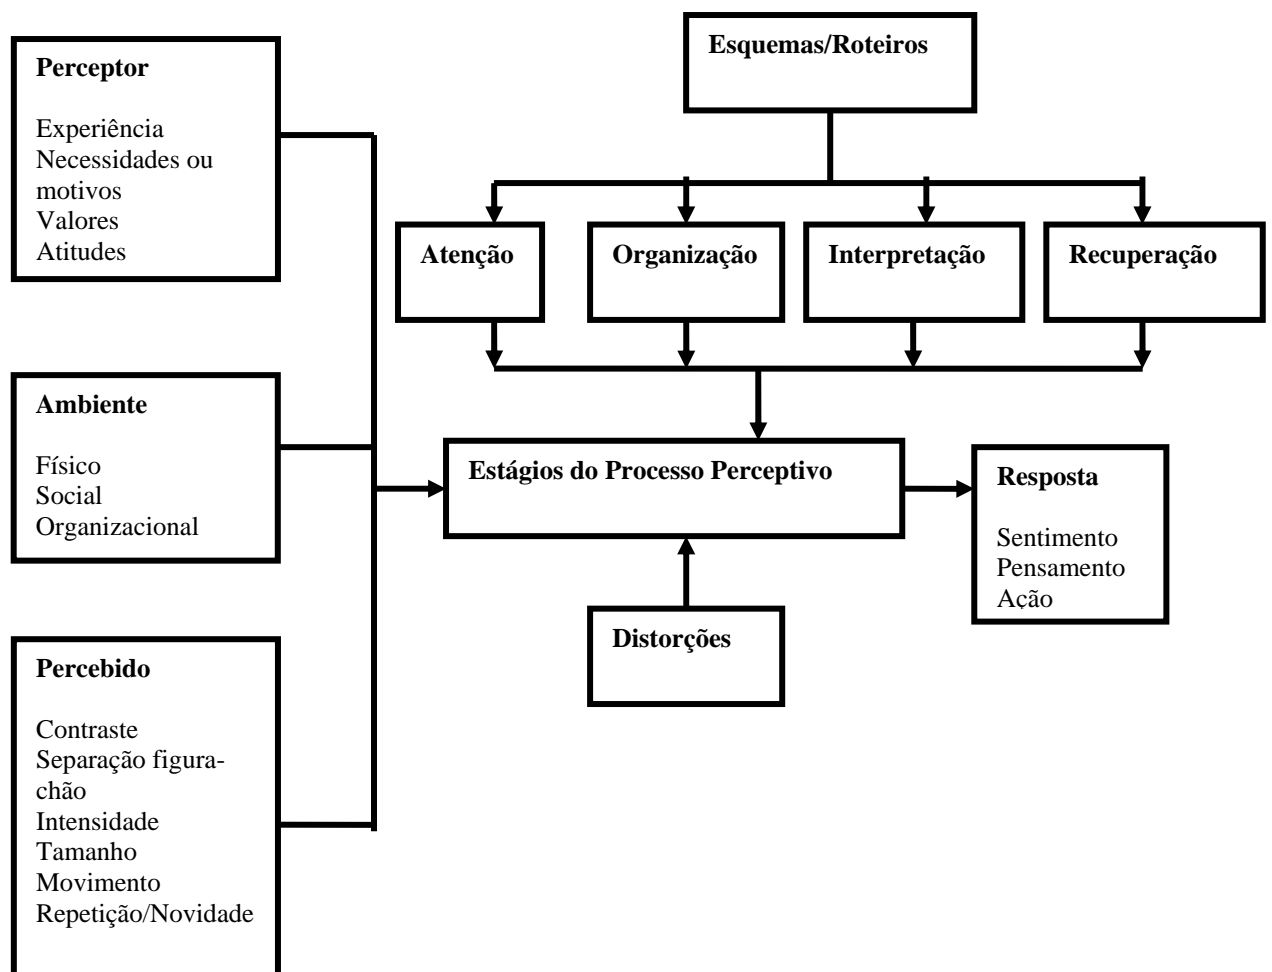 Perceptor
Experiência
Necessidades ou
motivos
Valores
Atitudes
Ambiente
Físico
Social
Organizacional
Percebido
Contraste
Separação figura-
chão
Intensidade
Tamanho
Movimento
Repetição/Novidade
Esquemas/Roteiros
Atenção
Organização
Interpretação
Recuperação
Estágios do Processo Perceptivo
Distorções
Resposta
Sentimento
Pensamento
Ação